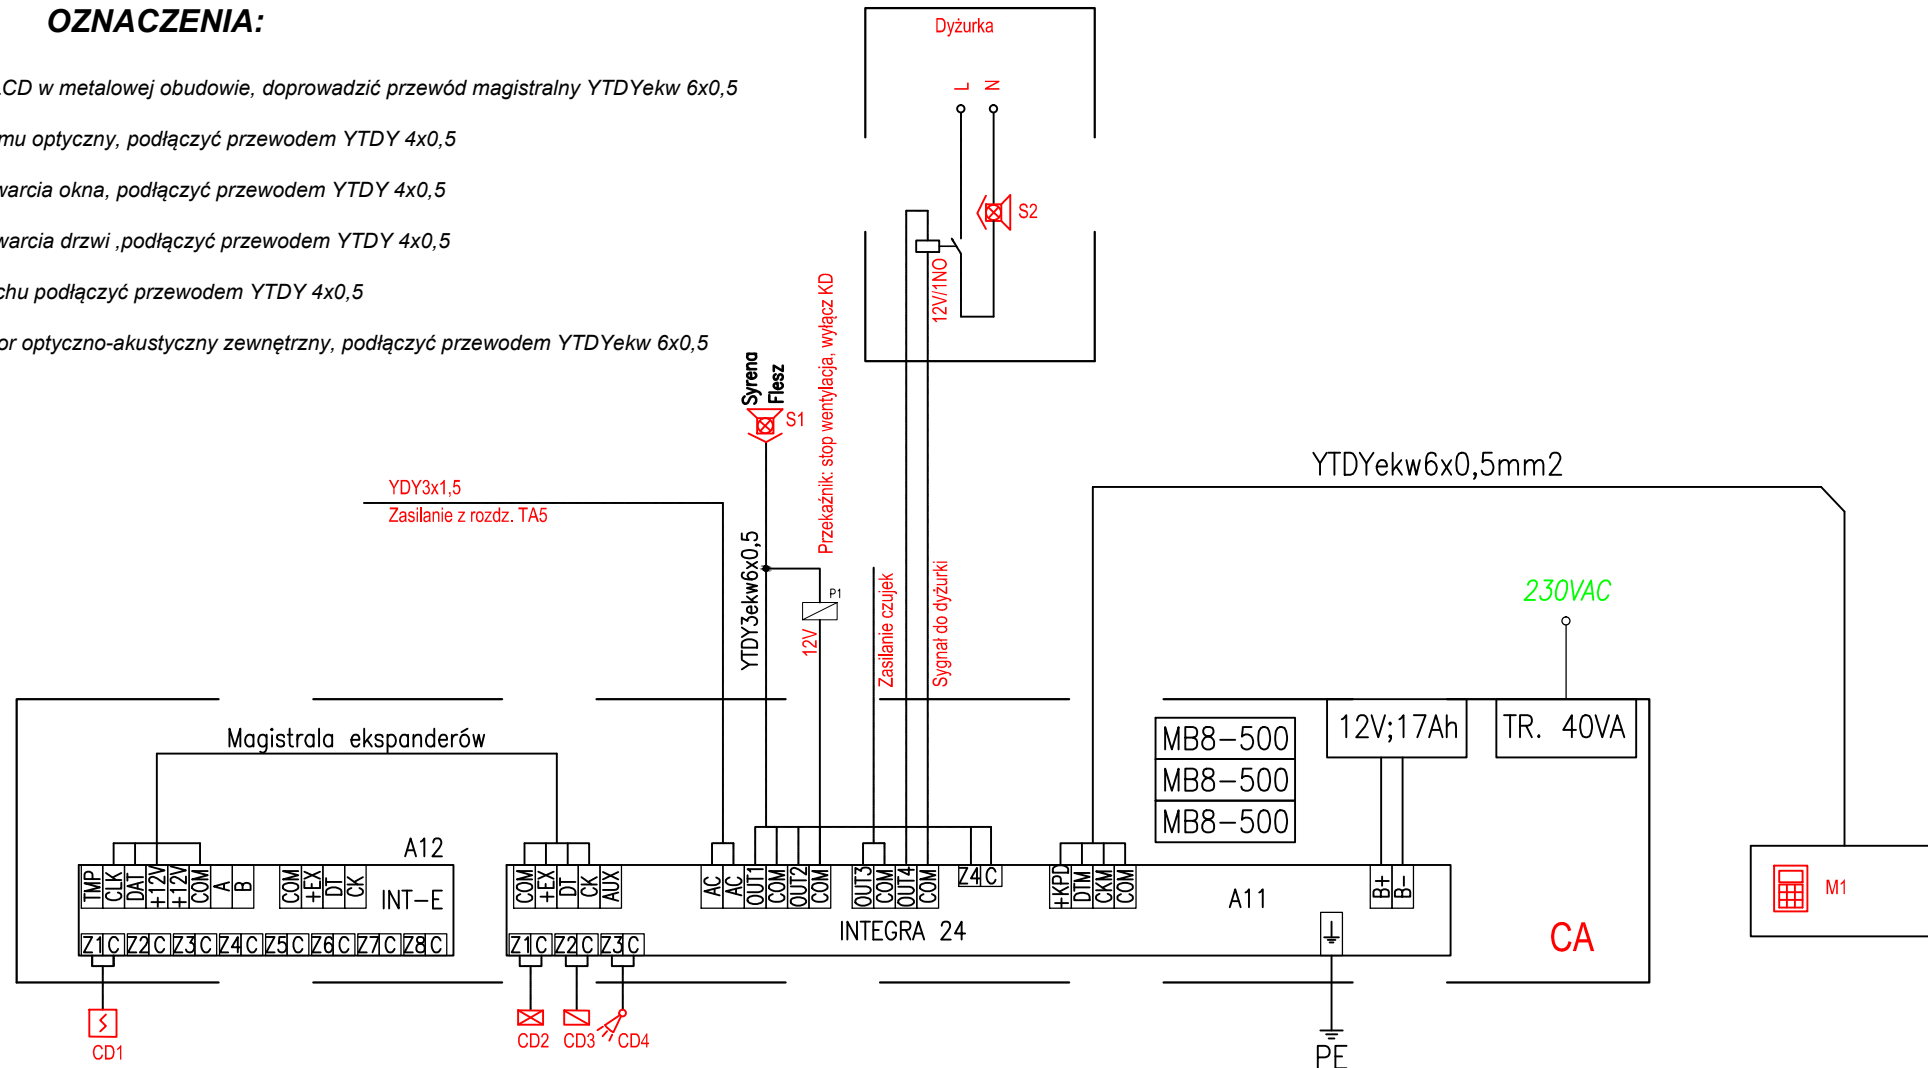 OZNACZENIA:
LCD w metalowej obudowie, doprowadzić przewód magistralny YTDYekw 6x0,5
mu optyczny, podłączyć przewodem YTDY 4x0,5
warcia okna, podłączyć przewodem YTDY 4x0,5
warcia drzwi ,podłączyć przewodem YTDY 4x0,5
chu podłączyć przewodem YTDY 4x0,5
or optyczno-akustyczny zewnętrzny, podłączyć przewodem YTDYekw 6x0,5
Dyżurka
L N
S2
12V/1NO
Syrena
Flesz
S1
Przekaźnik: stop wentylacja, wyłącz KD
YDY3x1,5
Zasilanie z rozdz. TA5
YTDY3ekw6x0,5
P1
12V
Zasilanie czujek
Sygnał do dyżurki
YTDYekw6x0,5mm2
230VAC
Magistrala ekspanderów
MB8-500
MB8-500
MB8-500
12V;17Ah
TR. 40VA
A12
TMP CLK DAT +12V +12V COM A B COM +EX DT CK
INT-E
Z1 C Z2 C Z3 C Z4 C Z5 C Z6 C Z7 C Z8 C
COM +EX DT CK AUX AC AC OUT1 COM OUT2 COM OUT3 COM OUT4 COM Z4 C +KPD DTM CKM COM B+ B-
A11
INTEGRA 24
Z1 C Z2 C Z3 C
CA
M1
CD1
CD2
CD3
CD4
PE